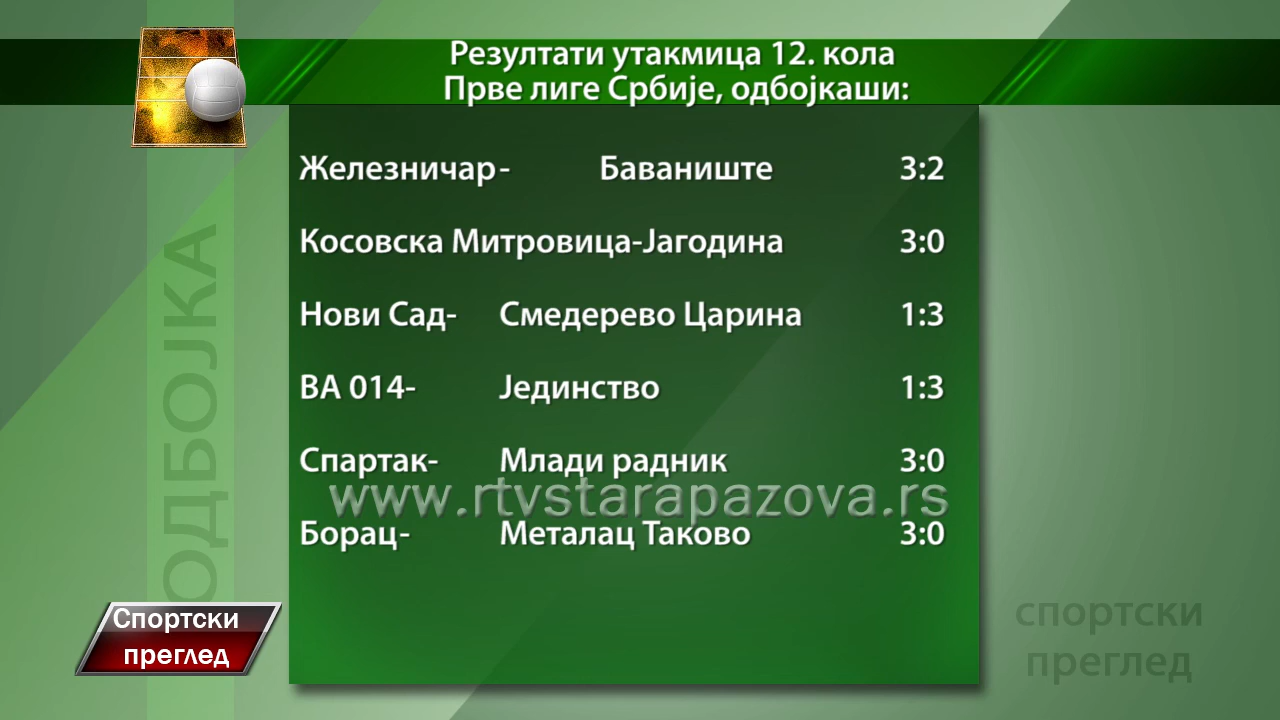 Резултати утакмица 12. кола
Прве лиге Србије, одбојкаши:
Железничар- Баваниште 3:2
Косовска Митровица-Јагодина 3:0
Нови Сад- Смедерево Царина 1:3
ВА 014- Јединство 1:3
Спартак- Млади радник 3:0
www.rtvstarapazova.rs
Борац- Металац Таково 3:0
ОДБОЈКА
Спортски
преглед
спортски
преглед